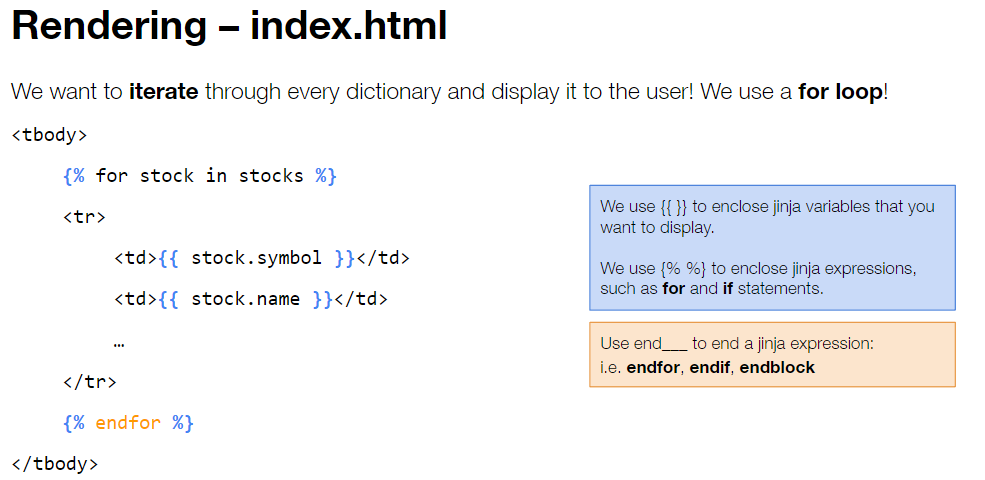 Rendering – index.html
We want to iterate through every dictionary and display it to the user! We use a for loop!
<tbody>
{% for stock in stocks %}
<tr>
<td>{{ stock.symbol }}</td>
<td>{{ stock.name }}</td>
…
</tr>
{% endfor %}
</tbody>
We use {{ }} to enclose jinja variables that you
want to display.
We use {% %} to enclose jinja expressions,
such as for and if statements.
Use end___ to end a jinja expression:
i.e. endfor, endif, endblock